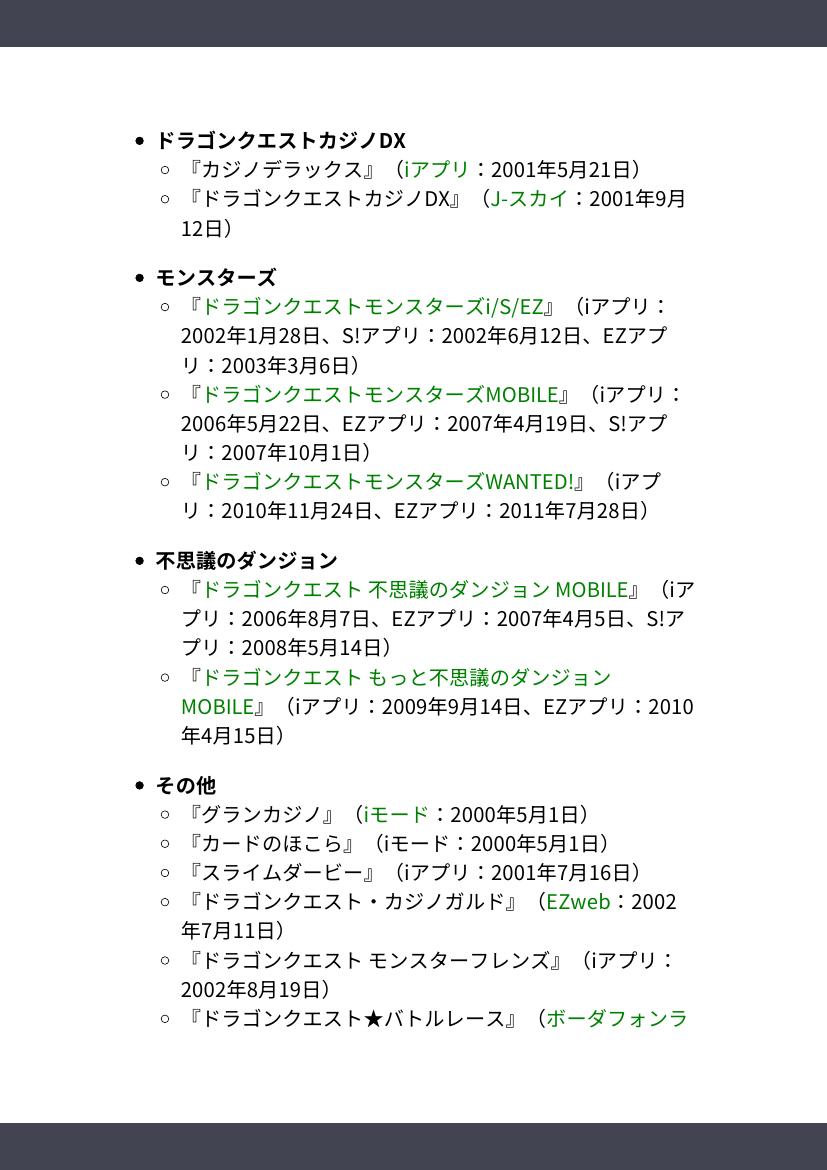 • ドラゴンクエストカジノDX
○ 『カジノデラックス』（iアプリ：2001年5月21日）
○ 『ドラゴンクエストカジノDX』（J-スカイ：2001年9月
12日）
• モンスターズ
○ 『ドラゴンクエストモンスターズi/S/EZ』（iアプリ：
2002年1月28日、S!アプリ：2002年6月12日、EZアプ
リ：2003年3月6日）
○ 『ドラゴンクエストモンスターズMOBILE』（iアプリ：
2006年5月22日、EZアプリ：2007年4月19日、S!アプ
リ：2007年10月1日）
○ 『ドラゴンクエストモンスターズWANTED!』（iアプ
リ：2010年11月24日、EZアプリ：2011年7月28日）
• 不思議のダンジョン
○ 『ドラゴンクエスト 不思議のダンジョン MOBILE』（iア
プリ：2006年8月7日、EZアプリ：2007年4月5日、S!ア
プリ：2008年5月14日）
○ 『ドラゴンクエスト もっと不思議のダンジョン
MOBILE』（iアプリ：2009年9月14日、EZアプリ：2010
年4月15日）
• その他
○ 『グランカジノ』（iモード：2000年5月1日）
○ 『カードのほこら』（iモード：2000年5月1日）
○ 『スライムダービー』（iアプリ：2001年7月16日）
○ 『ドラゴンクエスト・カジノガルド』（EZweb：2002
年7月11日）
○ 『ドラゴンクエスト モンスターフレンズ』（iアプリ：
2002年8月19日）
○ 『ドラゴンクエスト★バトルレース』（ボーダフォンラ